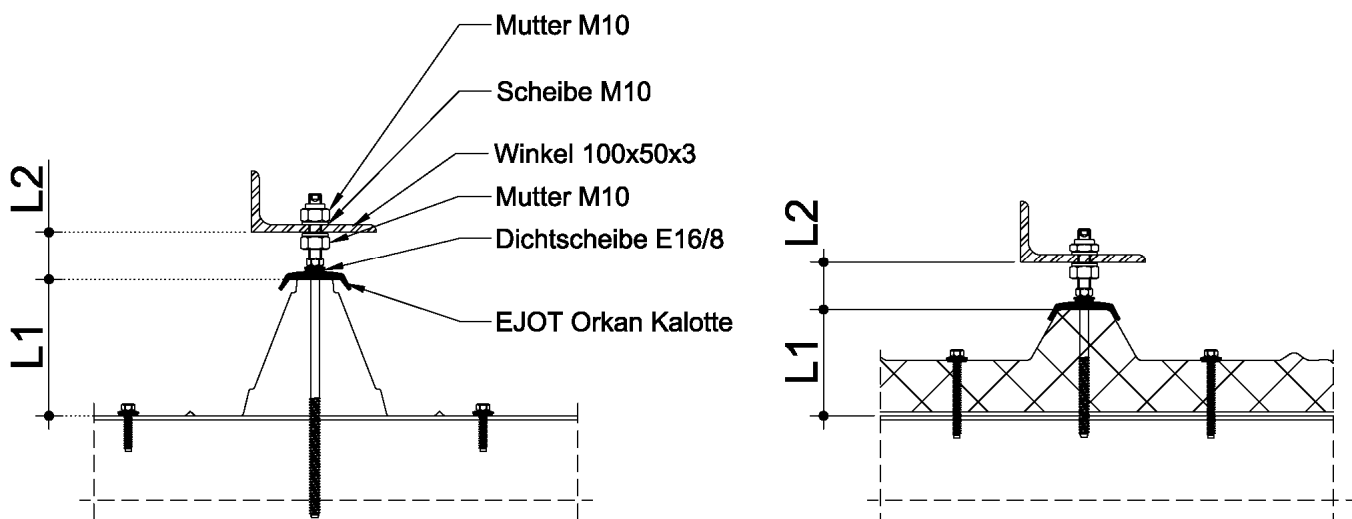 Mutter M10
Scheibe M10
Winkel 100x50x3
Mutter M10
Dichtscheibe E16/8
EJOT Orkan Kalotte
L2
L1
L2
L1